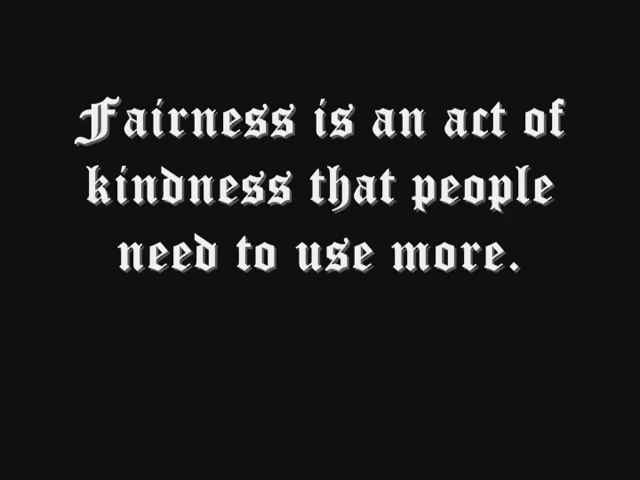 Fairness is an act of
kindness that people
need to use more.